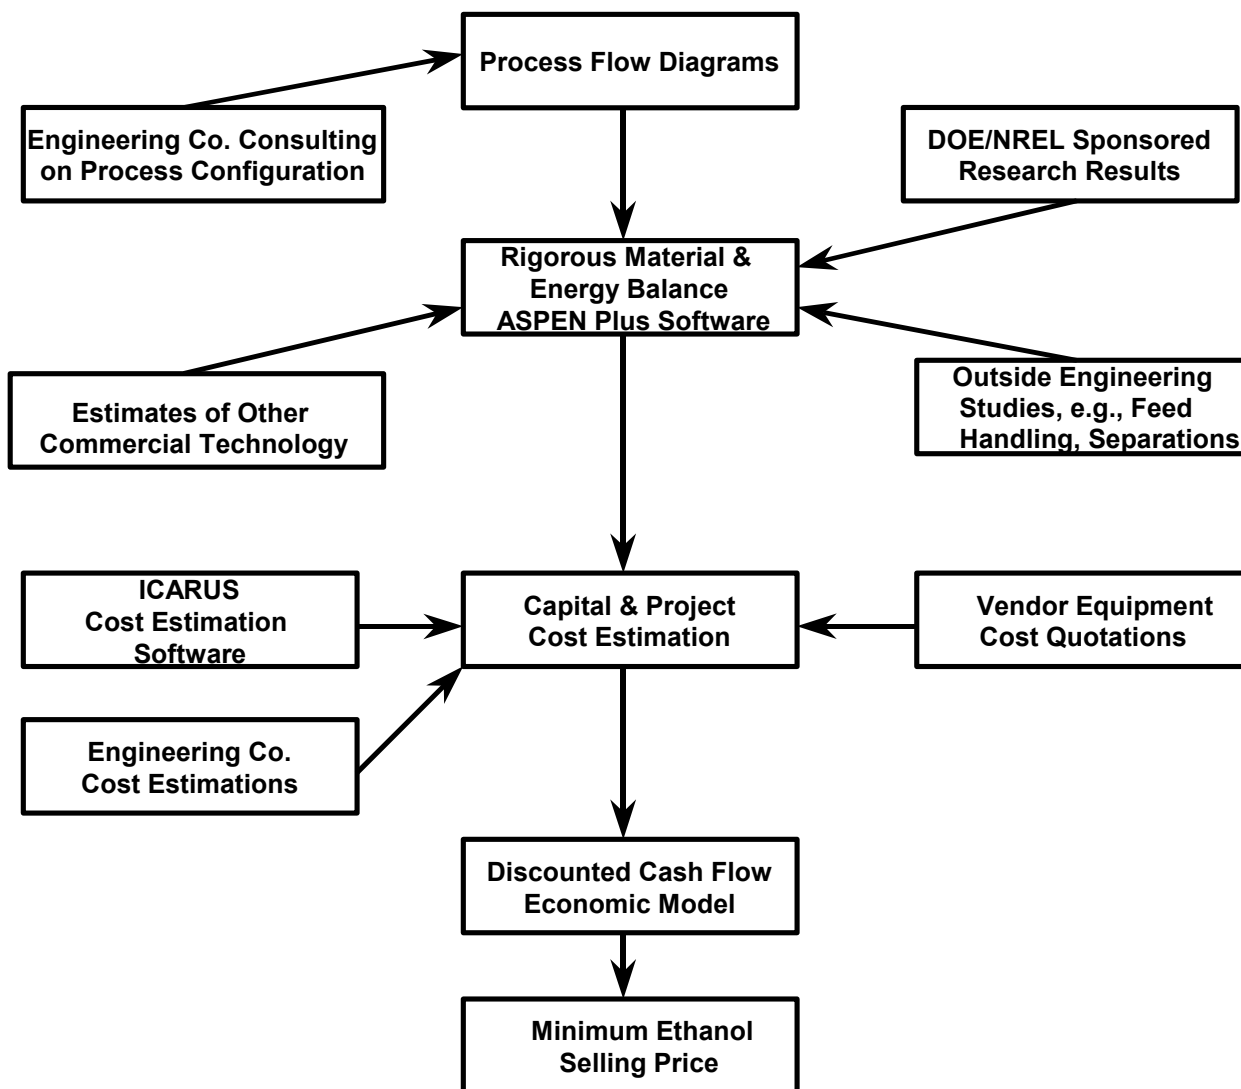 Process Flow Diagrams
Engineering Co. Consulting
on Process Configuration
DOE/NREL Sponsored
Research Results
Rigorous Material &
Energy Balance
ASPEN Plus Software
Estimates of Other
Commercial Technology
Outside Engineering
Studies, e.g., Feed
Handling, Separations
ICARUS
Cost Estimation
Software
Capital & Project
Cost Estimation
Vendor Equipment
Cost Quotations
Engineering Co.
Cost Estimations
Discounted Cash Flow
Economic Model
Minimum Ethanol
Selling Price